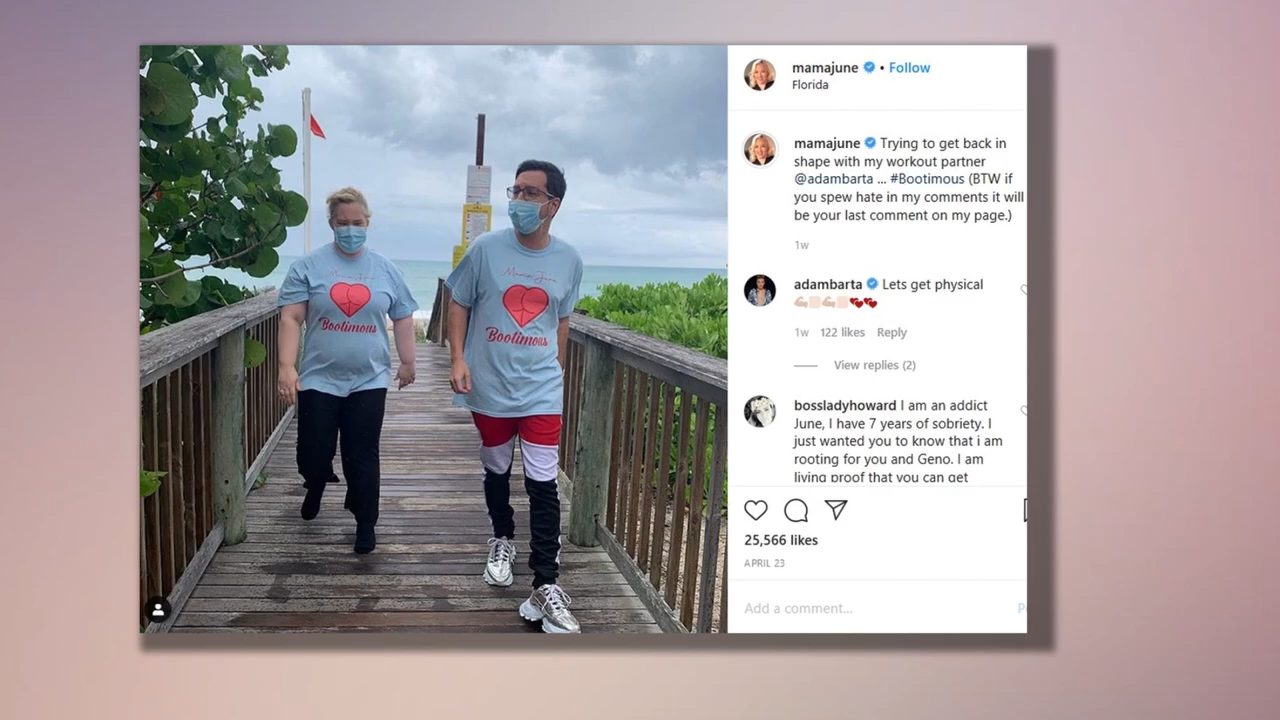 Mama June
Bootimous
Mama June
Bootimous
mamajune • Follow
Florida
mamajune Trying to get back in
shape with my workout partner
@adambarta ... #Bootimous (BTW if
you spew hate in my comments it will
be your last comment on my page.)
1w
adambarta Lets get physical
1w 122 likes Reply
View replies (2)
bossladyhoward I am an addict
June, I have 7 years of sobriety. I
just wanted you to know that i am
rooting for you and Geno. I am
living proof that you can get
25,566 likes
APRIL 23
Add a comment...